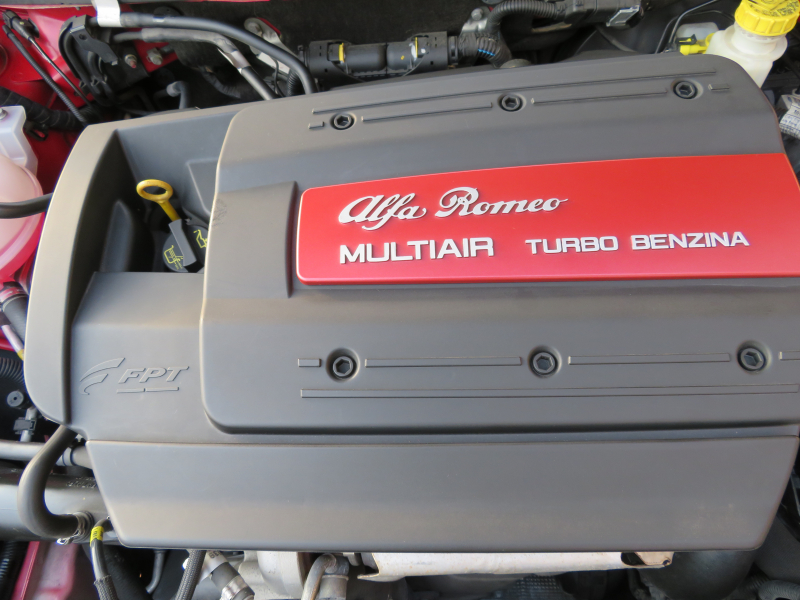 Alfa Romeo
MULTIAIR TURBO BENZINA
FPT